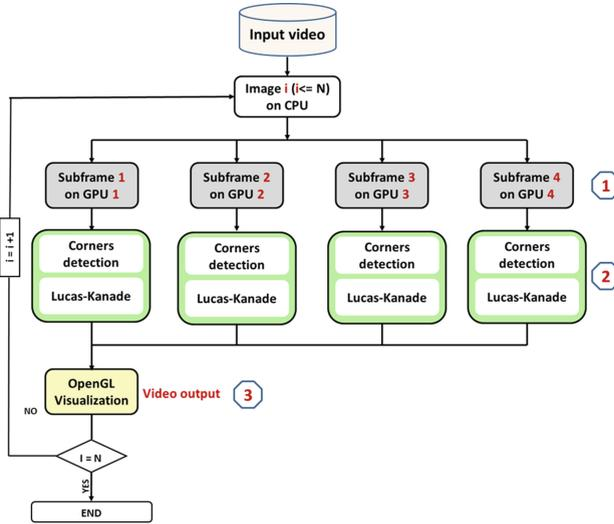 Input video
Image i (i<= N)
on CPU
Subframe 1
on GPU 1
Subframe 2
on GPU 2
Subframe 3
on GPU 3
Subframe 4
on GPU 4
1
i = i +1
Corners
detection
Lucas-Kanade
Corners
detection
Lucas-Kanade
Corners
detection
Lucas-Kanade
Corners
detection
Lucas-Kanade
2
OpenGL
Visualization
Video output
3
NO
I = N
YES
END